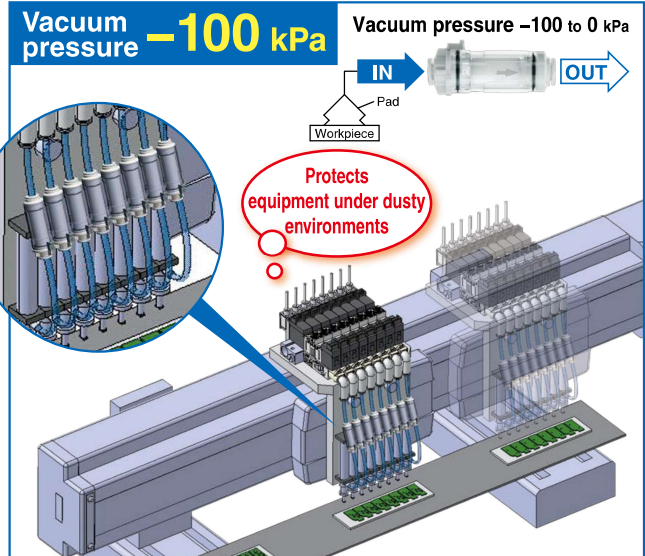 Vacuum
pressure –100 kPa
Vacuum pressure –100 to 0 kPa
IN
OUT
Pad
Workpiece
Protects
equipment under dusty
environments